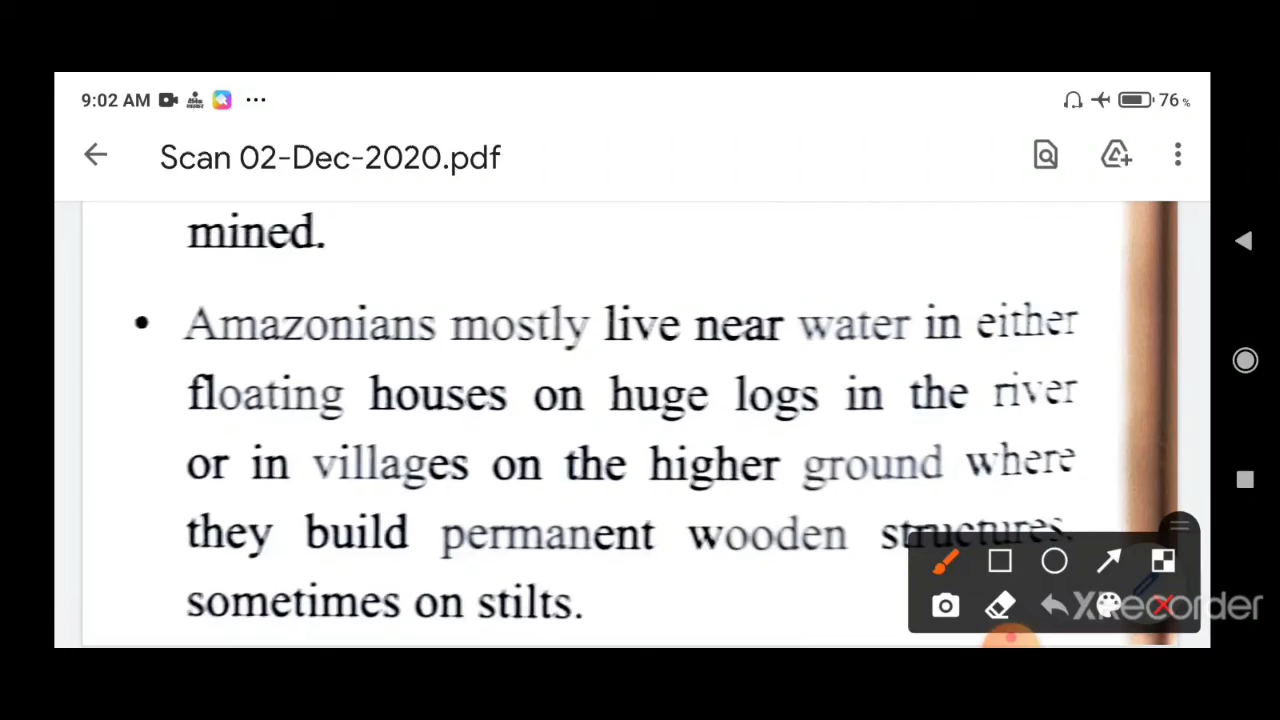 9:02 AM ... 76%
Scan 02-Dec-2020.pdf
mined.
• Amazonians mostly live near water in either
floating houses on huge logs in the river
or in villages on the higher ground where
they build permanent wooden structures,
sometimes on stilts.
XRecorder